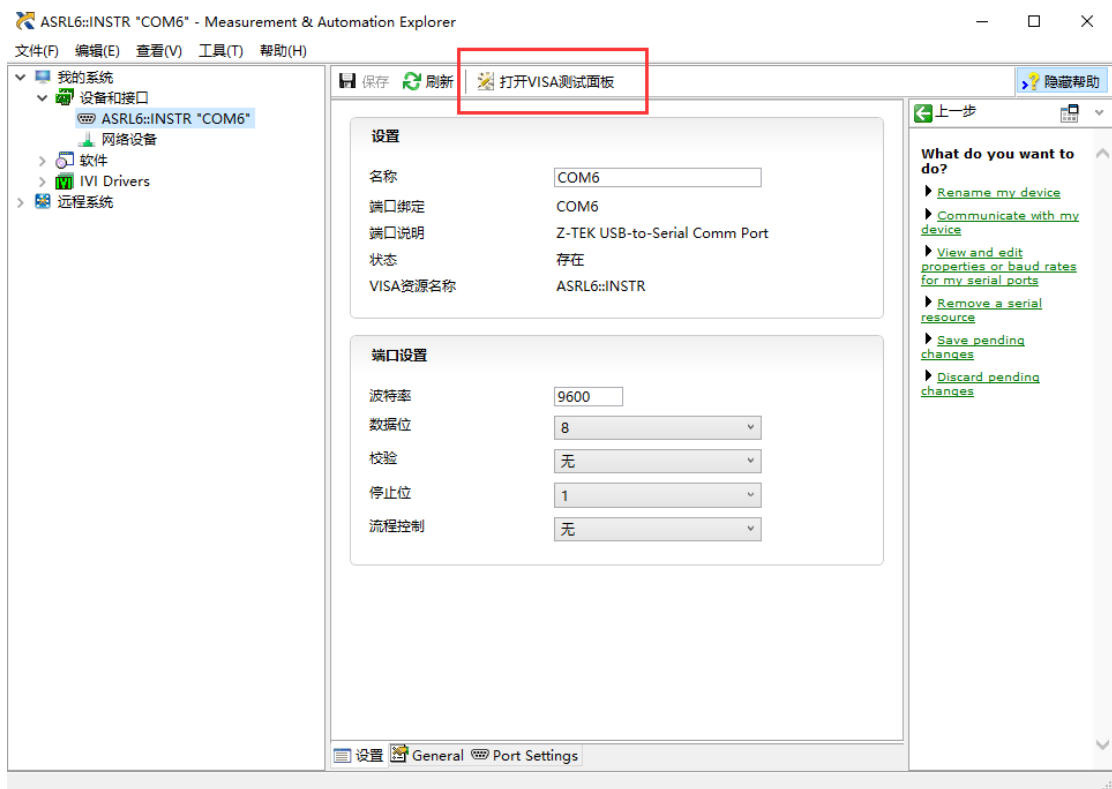 ASRL6::INSTR "COM6" - Measurement & Automation Explorer
文件(F) 编辑(E) 查看(V) 工具(T) 帮助(H)
我的系统
设备和接口
ASRL6::INSTR "COM6"
网络设备
软件
IVI Drivers
远程系统
保存 刷新 打开VISA测试面板 隐藏帮助
设置
名称 COM6
端口绑定 COM6
端口说明 Z-TEK USB-to-Serial Comm Port
状态 存在
VISA资源名称 ASRL6::INSTR
端口设置
波特率 9600
数据位 8
校验 无
停止位 1
流程控制 无
设置 General Port Settings
上一步
What do you want to
do?
Rename my device
Communicate with my
device
View and edit
properties or baud rates
for my serial ports
Remove a serial
resource
Save pending
changes
Discard pending
changes